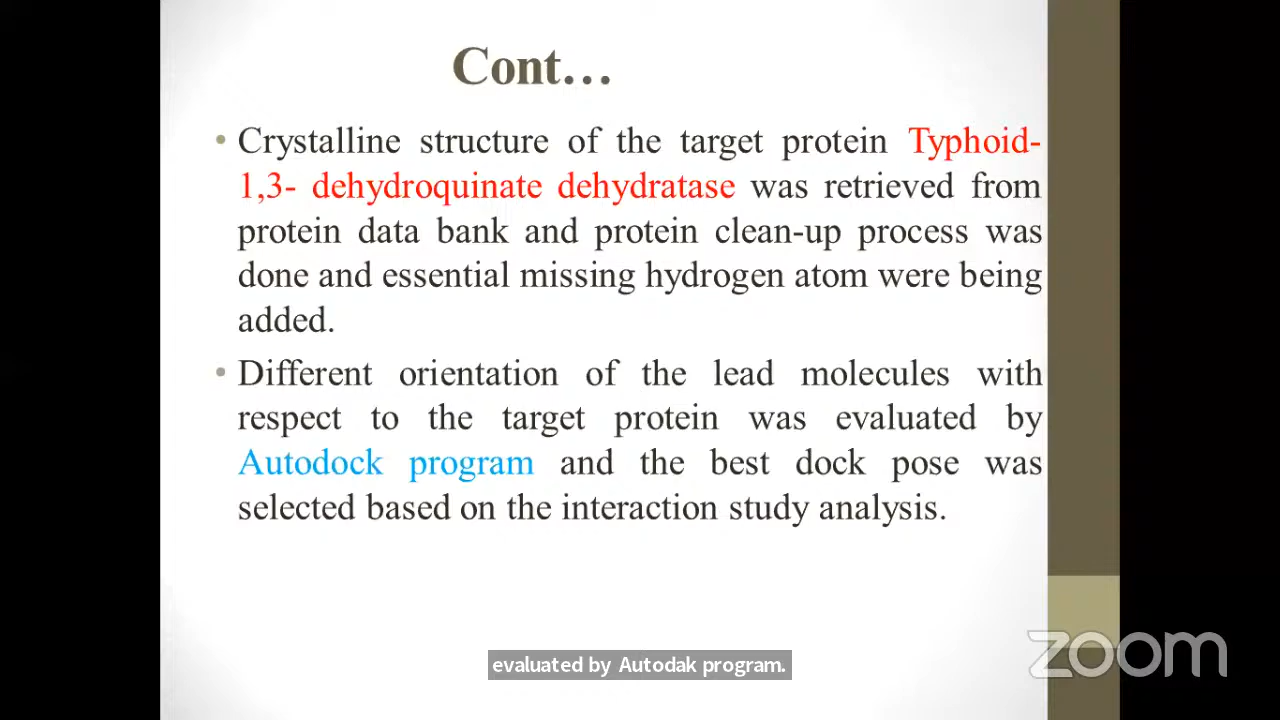 Cont…
• Crystalline structure of the target protein Typhoid-
1,3- dehydroquinate dehydratase was retrieved from
protein data bank and protein clean-up process was
done and essential missing hydrogen atom were being
added.
• Different orientation of the lead molecules with
respect to the target protein was evaluated by
Autodock program and the best dock pose was
selected based on the interaction study analysis.
zoom
evaluated by Autodak program.